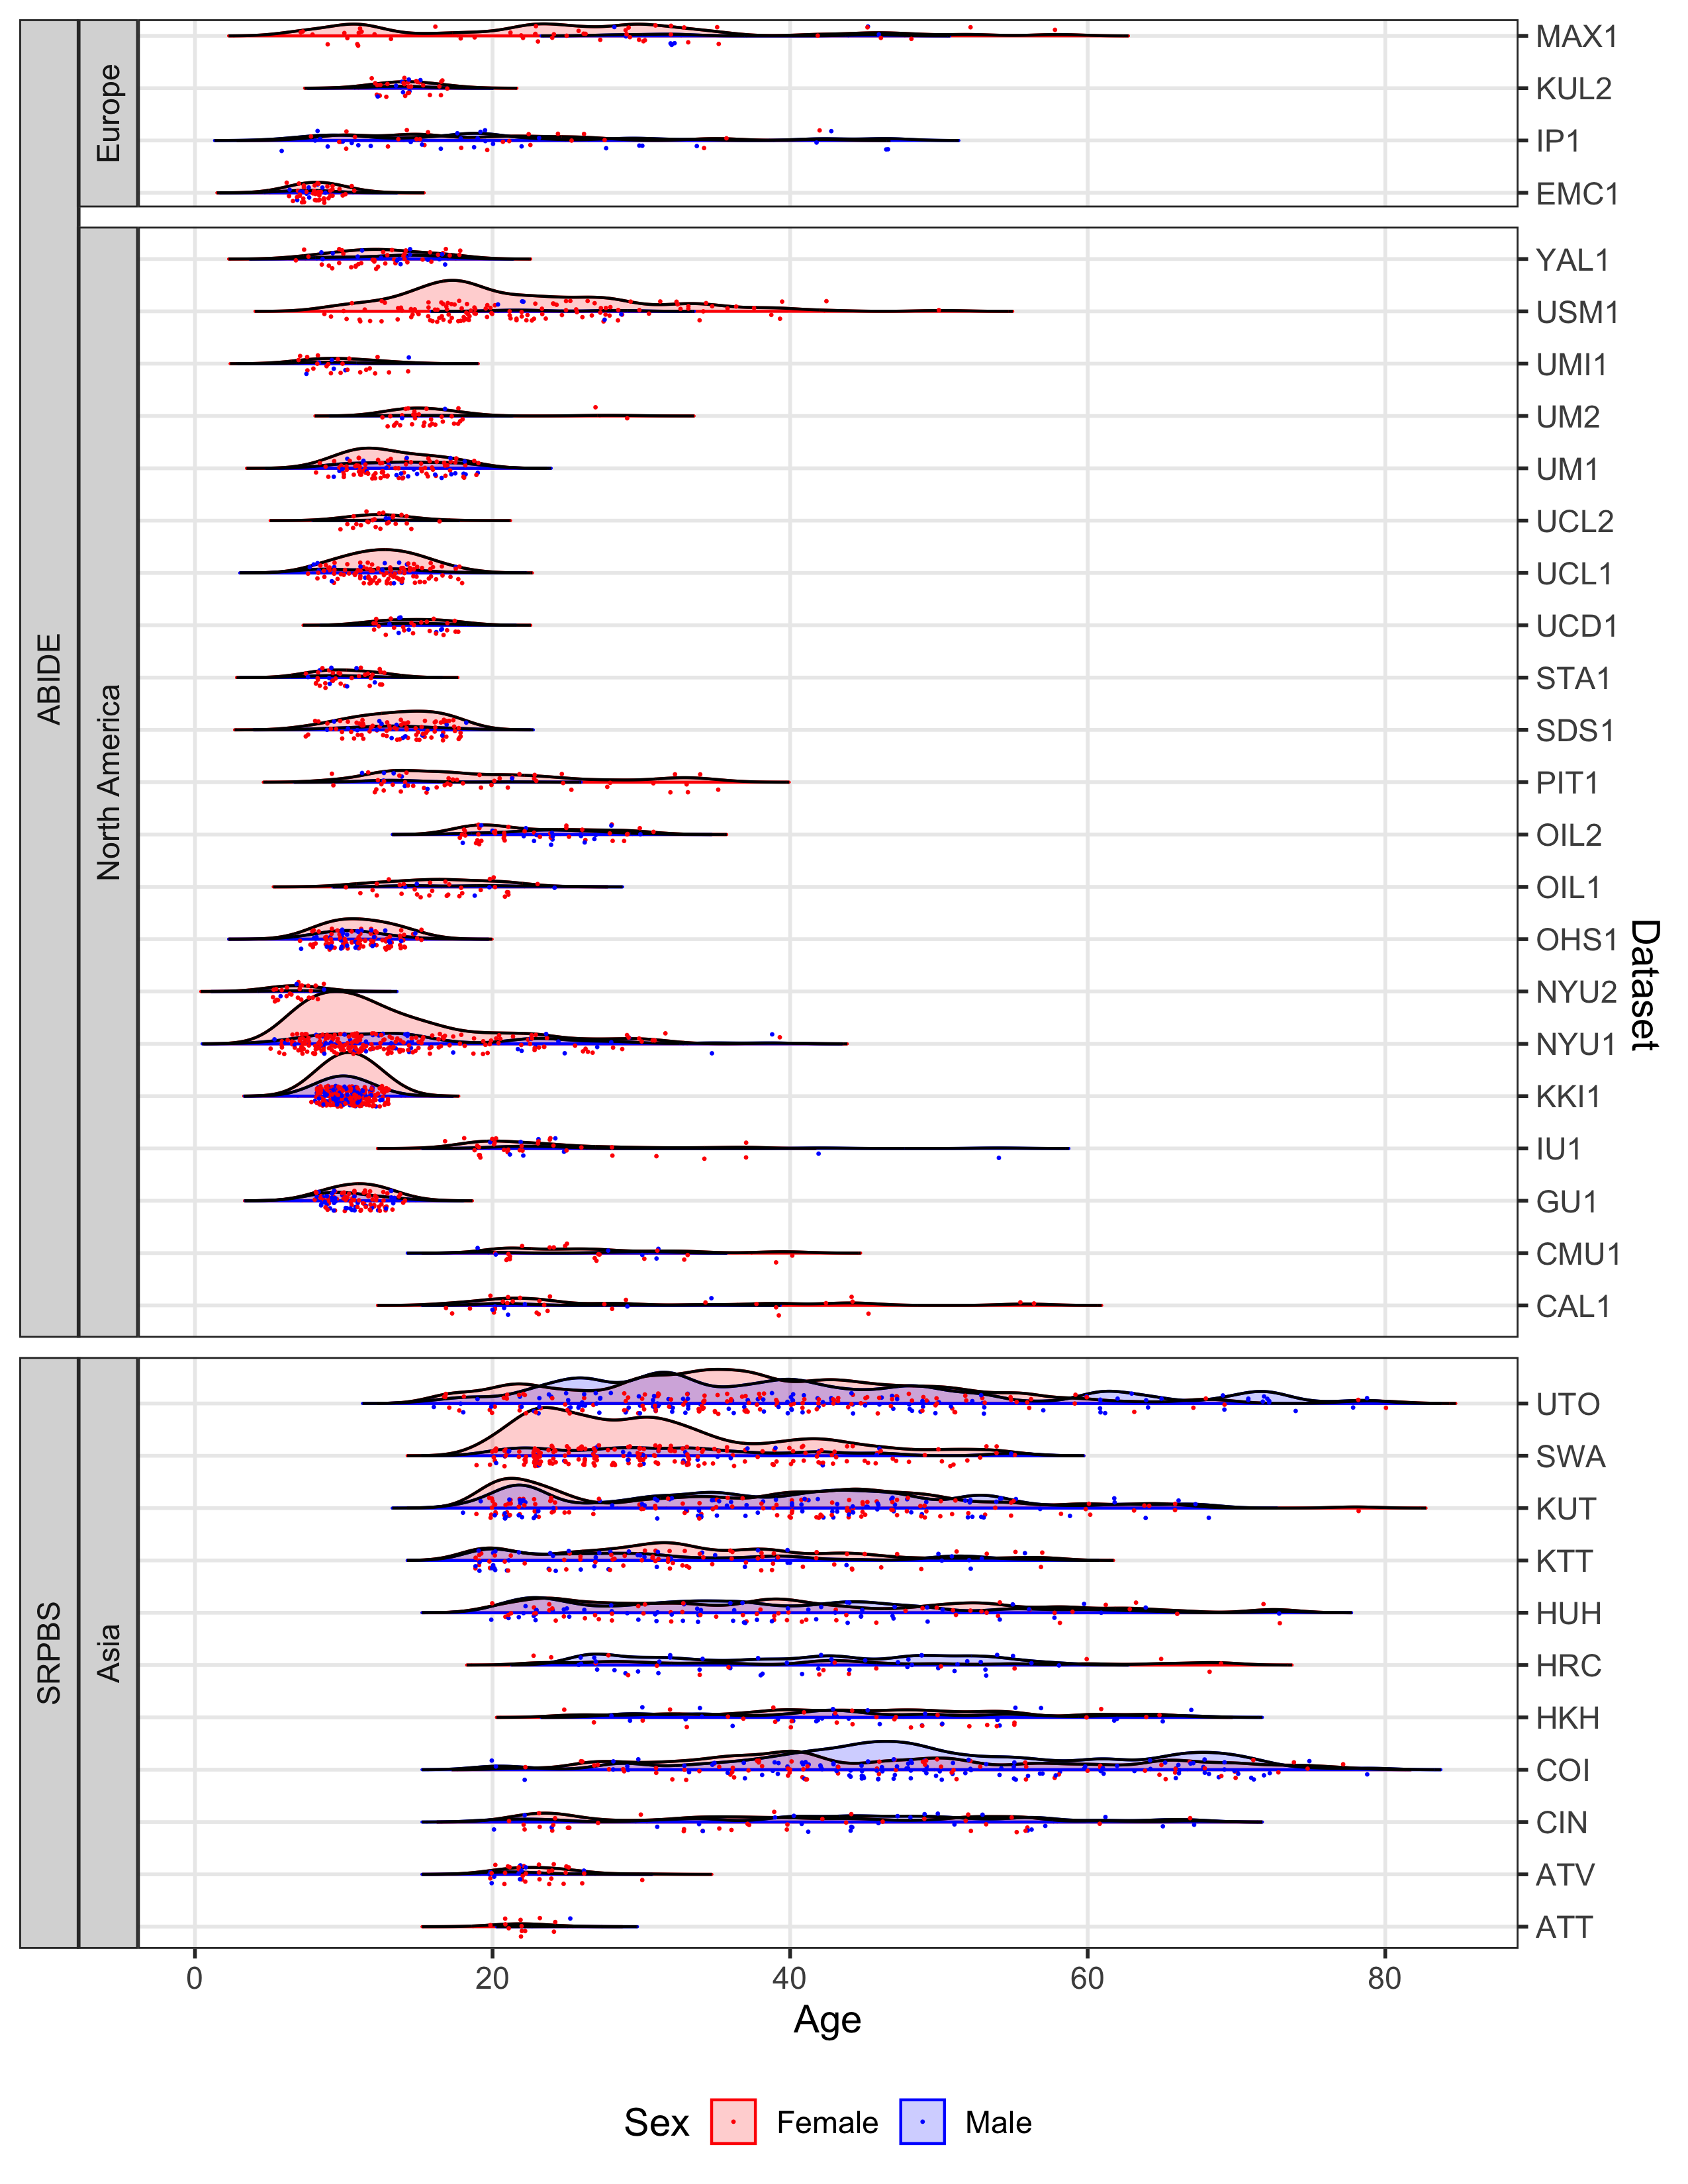 ABIDE
Europe
MAX1
KUL2
IP1
EMC1
North America
YAL1
USM1
UMI1
UM2
UM1
UCL2
UCL1
UCD1
STA1
SDS1
PIT1
OIL2
OIL1
OHS1
NYU2
NYU1
KKI1
IU1
GU1
CMU1
CAL1
SRPBS
Asia
UTO
SWA
KUT
KTT
HUH
HRC
HKH
COI
CIN
ATV
ATT
Dataset
0 20 40 60 80
Age
Sex Female Male